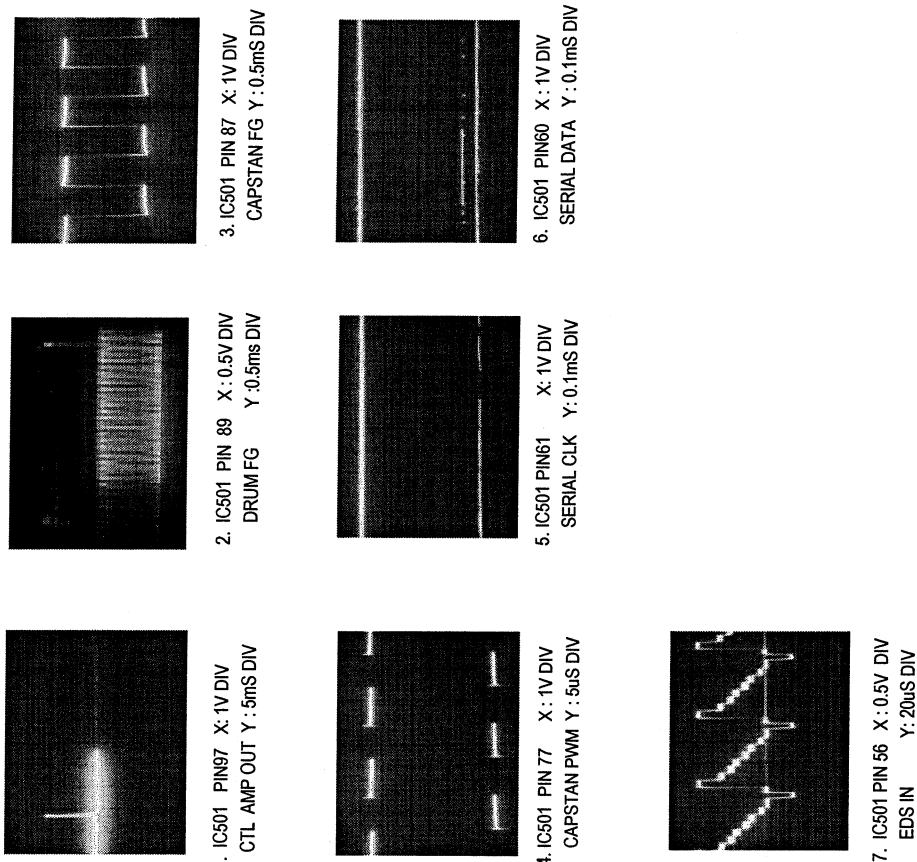 . IC501 PIN97 X: 1V DIV
CTL AMP OUT Y : 5mS DIV
2. IC501 PIN 89 X : 0.5V DIV
DRUM FG Y :0.5ms DIV
3. IC501 PIN 87 X: 1V DIV
CAPSTAN FG Y : 0.5mS DIV
4. IC501 PIN 77 X : 1V DIV
CAPSTAN PWM Y : 5uS DIV
5. IC501 PIN61 X: 1V DIV
SERIAL CLK Y: 0.1mS DIV
6. IC501 PIN60 X: 1V DIV
SERIAL DATA Y : 0.1mS DIV
7. IC501 PIN 56 X : 0.5V DIV
EDS IN Y: 20uS DIV